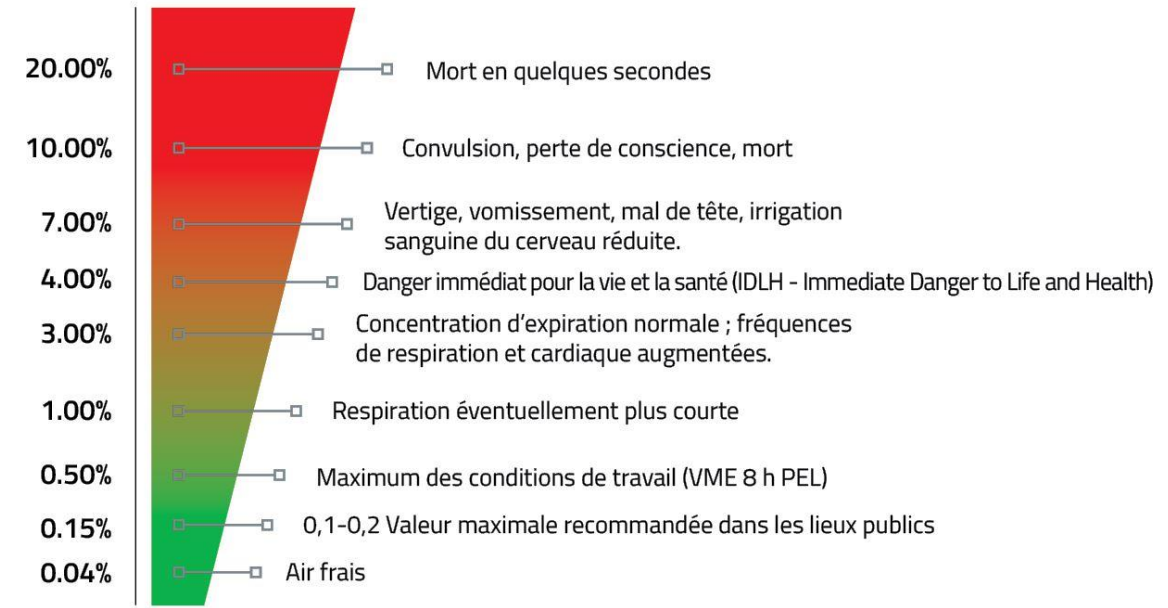 20.00% Mort en quelques secondes
10.00% Convulsion, perte de conscience, mort
7.00% Vertige, vomissement, mal de tête, irrigation
sanguine du cerveau réduite.
4.00% Danger immédiat pour la vie et la santé (IDLH - Immediate Danger to Life and Health)
3.00% Concentration d’expiration normale ; fréquences
de respiration et cardiaque augmentées.
1.00% Respiration éventuellement plus courte
0.50% Maximum des conditions de travail (VME 8 h PEL)
0.15% 0,1-0,2 Valeur maximale recommandée dans les lieux publics
0.04% Air frais